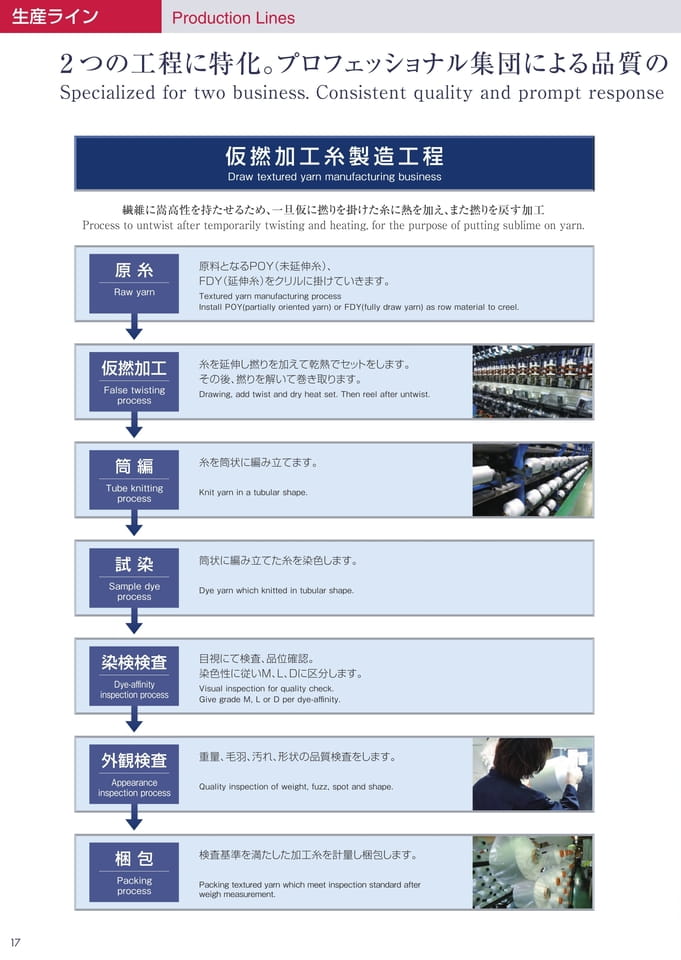 生産ライン
Production Lines
2つの工程に特化。プロフェッショナル集団による品質の
Specialized for two business. Consistent quality and prompt response
仮撚加工糸製造工程
Draw textured yarn manufacturing business
繊維に嵩高性を持たせるため、一旦仮に撚りを掛けた糸に熱を加え、また撚りを戻す加工
Process to untwist after temporarily twisting and heating, for the purpose of putting sublime on yarn.
原糸
Raw yarn
原料となるPOY（未延伸糸）、
FDY（延伸糸）をクリルに掛けていきます。
Textured yarn manufacturing process
Install POY(partially oriented yarn) or FDY(fully draw yarn) as row material to creel.
仮撚加工
False twisting
process
糸を延伸し撚りを加えて乾熱でセットをします。
その後、撚りを解いて巻き取ります。
Drawing, add twist and dry heat set. Then reel after untwist.
筒編
Tube knitting
process
糸を筒状に編み立てます。
Knit yarn in a tubular shape.
試染
Sample dye
process
筒状に編み立てた糸を染色します。
Dye yarn which knitted in tubular shape.
染検検査
Dye-affinity
inspection process
目視にて検査、品位確認。
染色性に従いM、L、Dに区分します。
Visual inspection for quality check.
Give grade M, L or D per dye-affinity.
外観検査
Appearance
inspection process
重量、毛羽、汚れ、形状の品質検査をします。
Quality inspection of weight, fuzz, spot and shape.
梱包
Packing
process
検査基準を満たした加工糸を計量し梱包します。
Packing textured yarn which meet inspection standard after
weigh measurement.
17